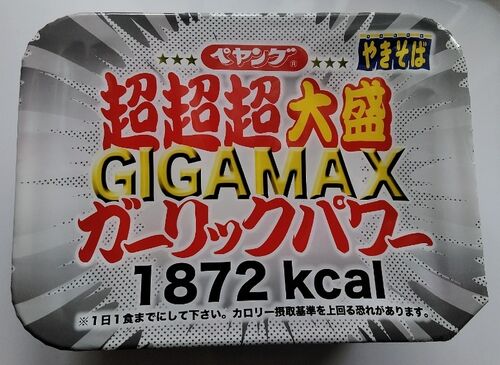 ペヤング®
やきそば
超超超大盛
GIGAMAX
ガーリックパワー
1872 kcal
※1日1食までにして下さい。カロリー摂取基準を上回る恐れがあります。